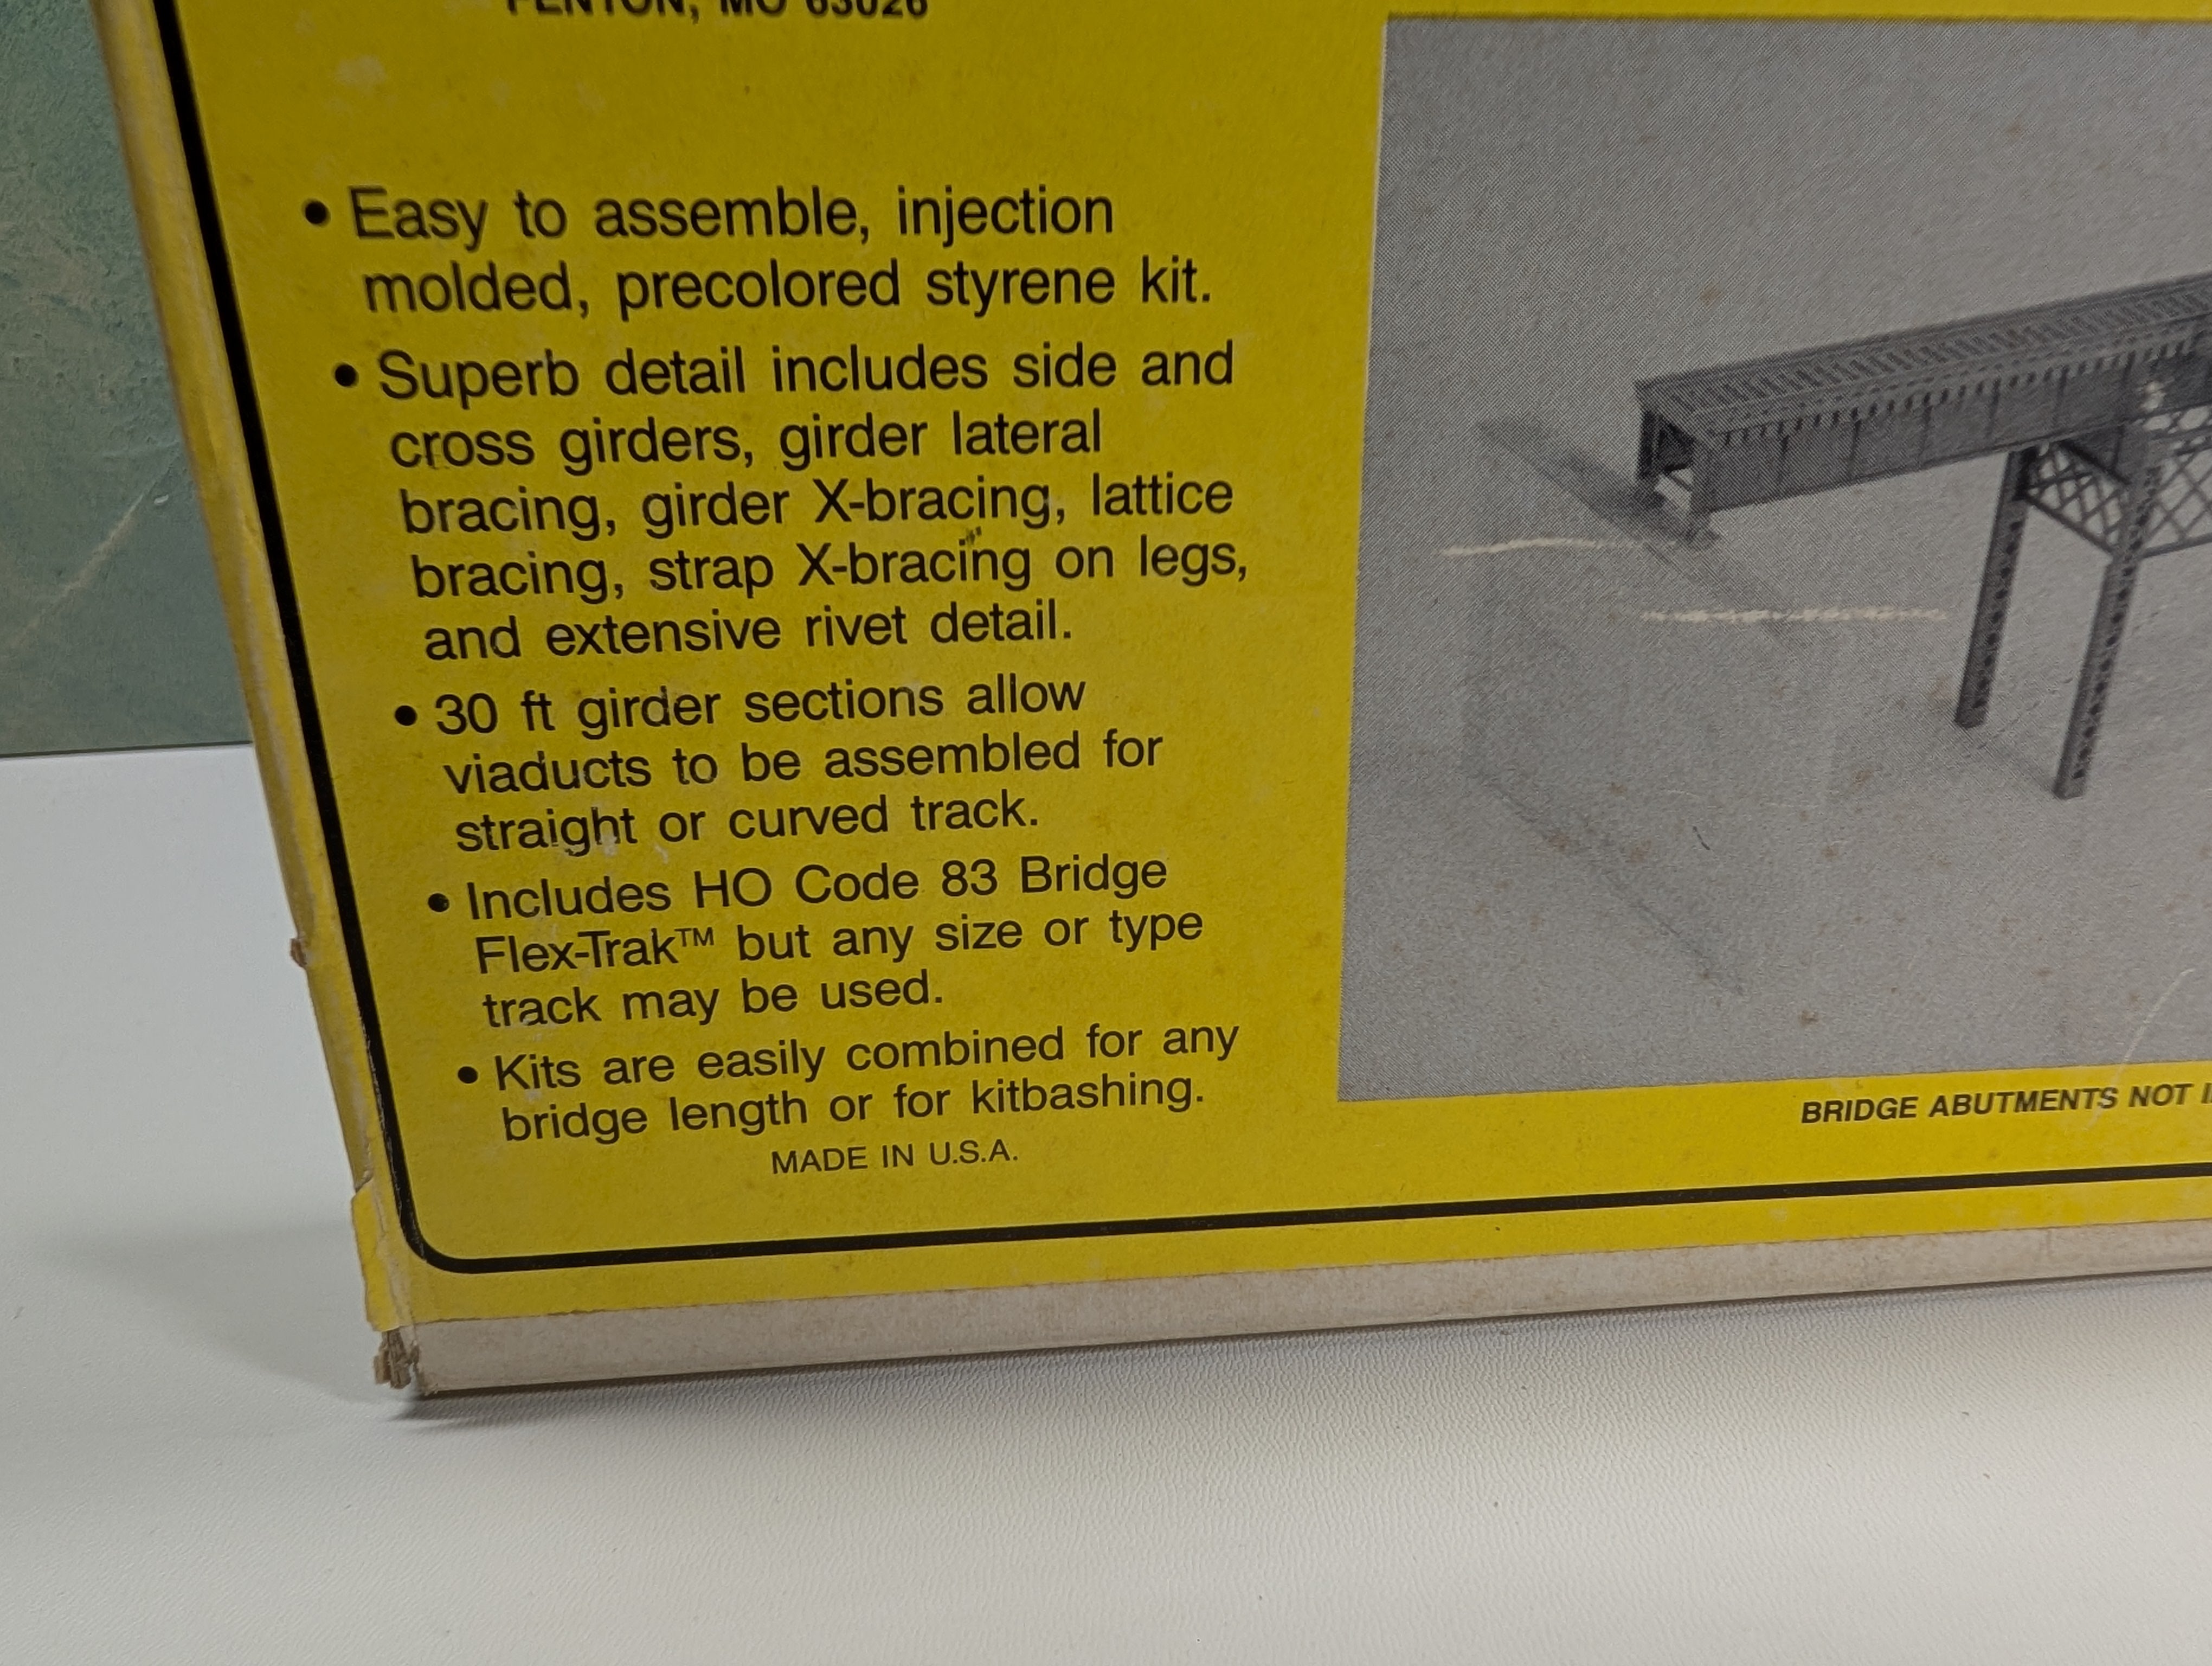 FENTON, MO 63026
• Easy to assemble, injection
molded, precolored styrene kit.
• Superb detail includes side and
cross girders, girder lateral
bracing, girder X-bracing, lattice
bracing, strap X-bracing on legs,
and extensive rivet detail.
• 30 ft girder sections allow
viaducts to be assembled for
straight or curved track.
• Includes HO Code 83 Bridge
Flex-Trak™ but any size or type
track may be used.
• Kits are easily combined for any
bridge length or for kitbashing.
MADE IN U.S.A.
BRIDGE ABUTMENTS NOT